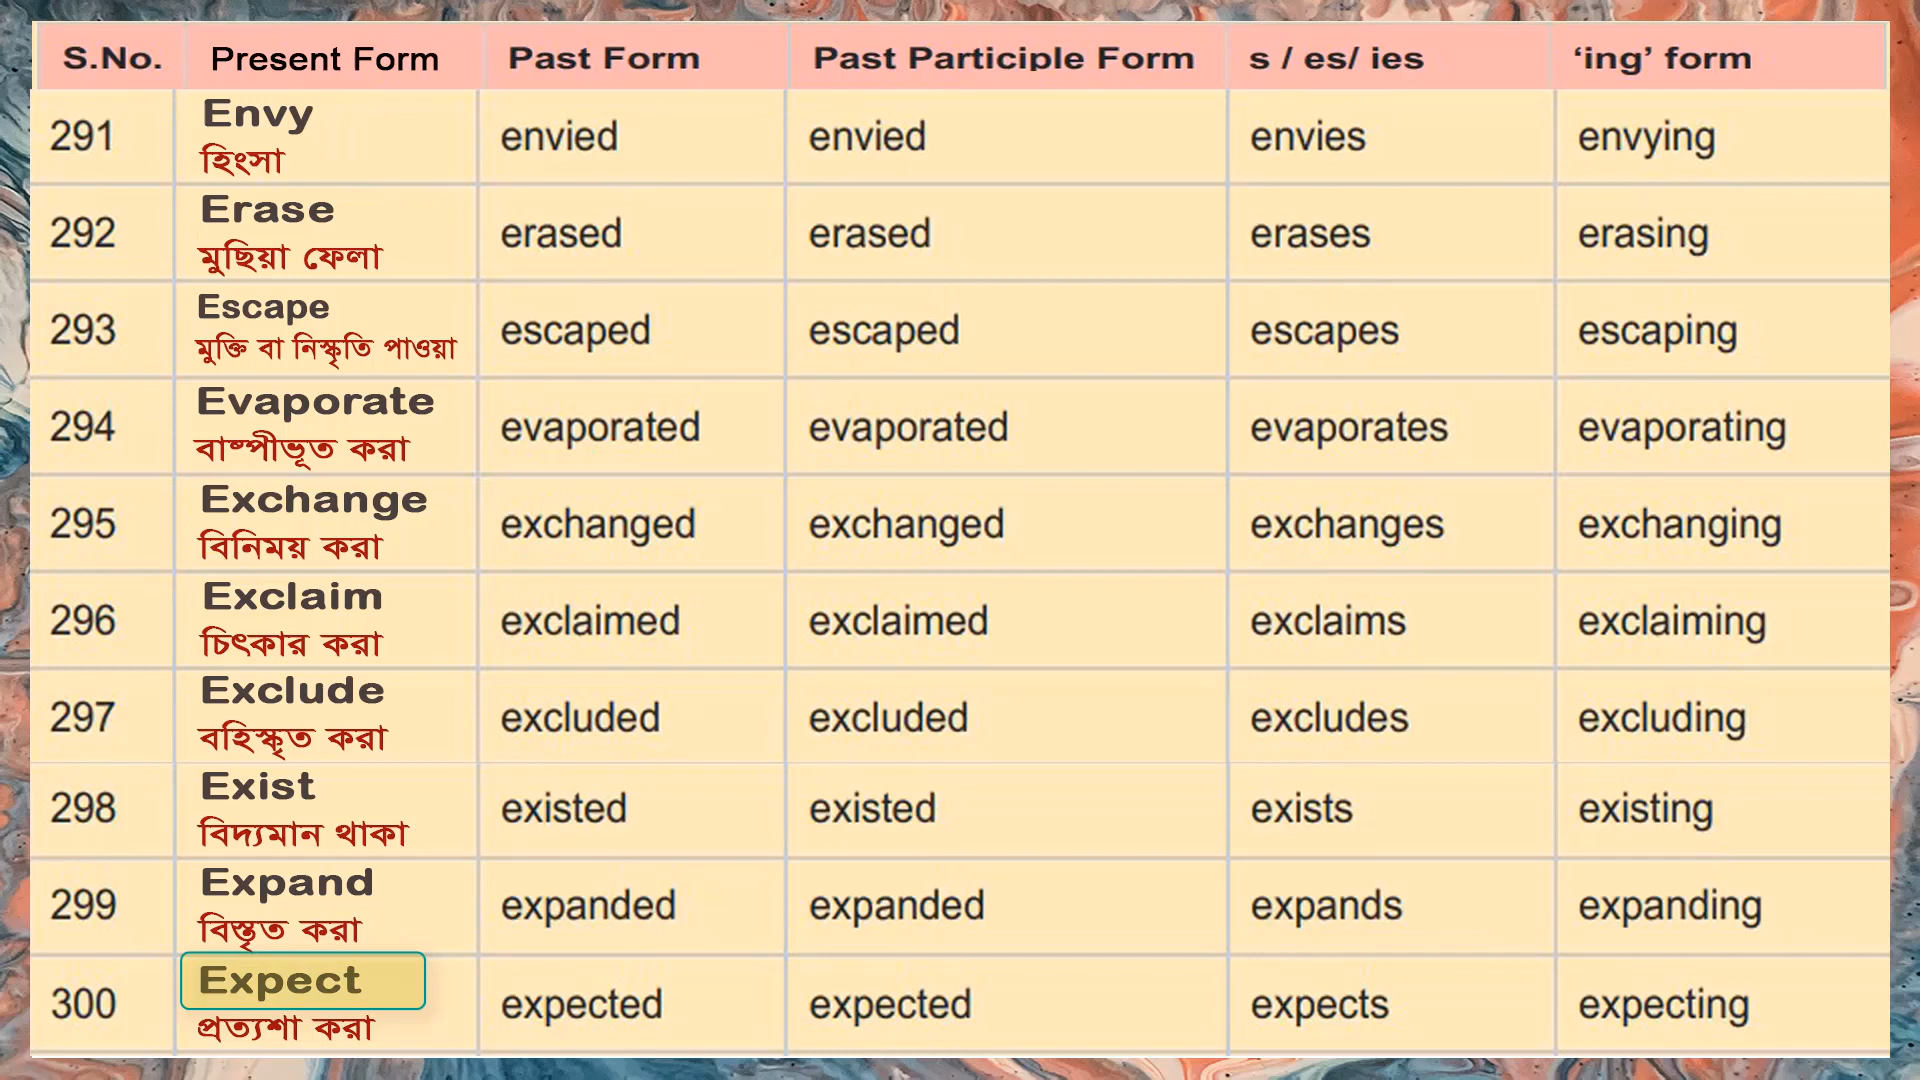 S.No. Present Form Past Form Past Participle Form s / es/ ies ‘ing’ form
291 Envy envied envied envies envying
হিংসা
292 Erase erased erased erases erasing
মুছিয়া ফেলা
293 Escape escaped escaped escapes escaping
মুক্তি বা নিস্কৃতি পাওয়া
294 Evaporate evaporated evaporated evaporates evaporating
বাষ্পীভূত করা
295 Exchange exchanged exchanged exchanges exchanging
বিনিময় করা
296 Exclaim exclaimed exclaimed exclaims exclaiming
চিৎকার করা
297 Exclude excluded excluded excludes excluding
বহিস্কৃত করা
298 Exist existed existed exists existing
বিদ্যমান থাকা
299 Expand expanded expanded expands expanding
বিস্তৃত করা
300 Expect expected expected expects expecting
প্রত্যশা করা